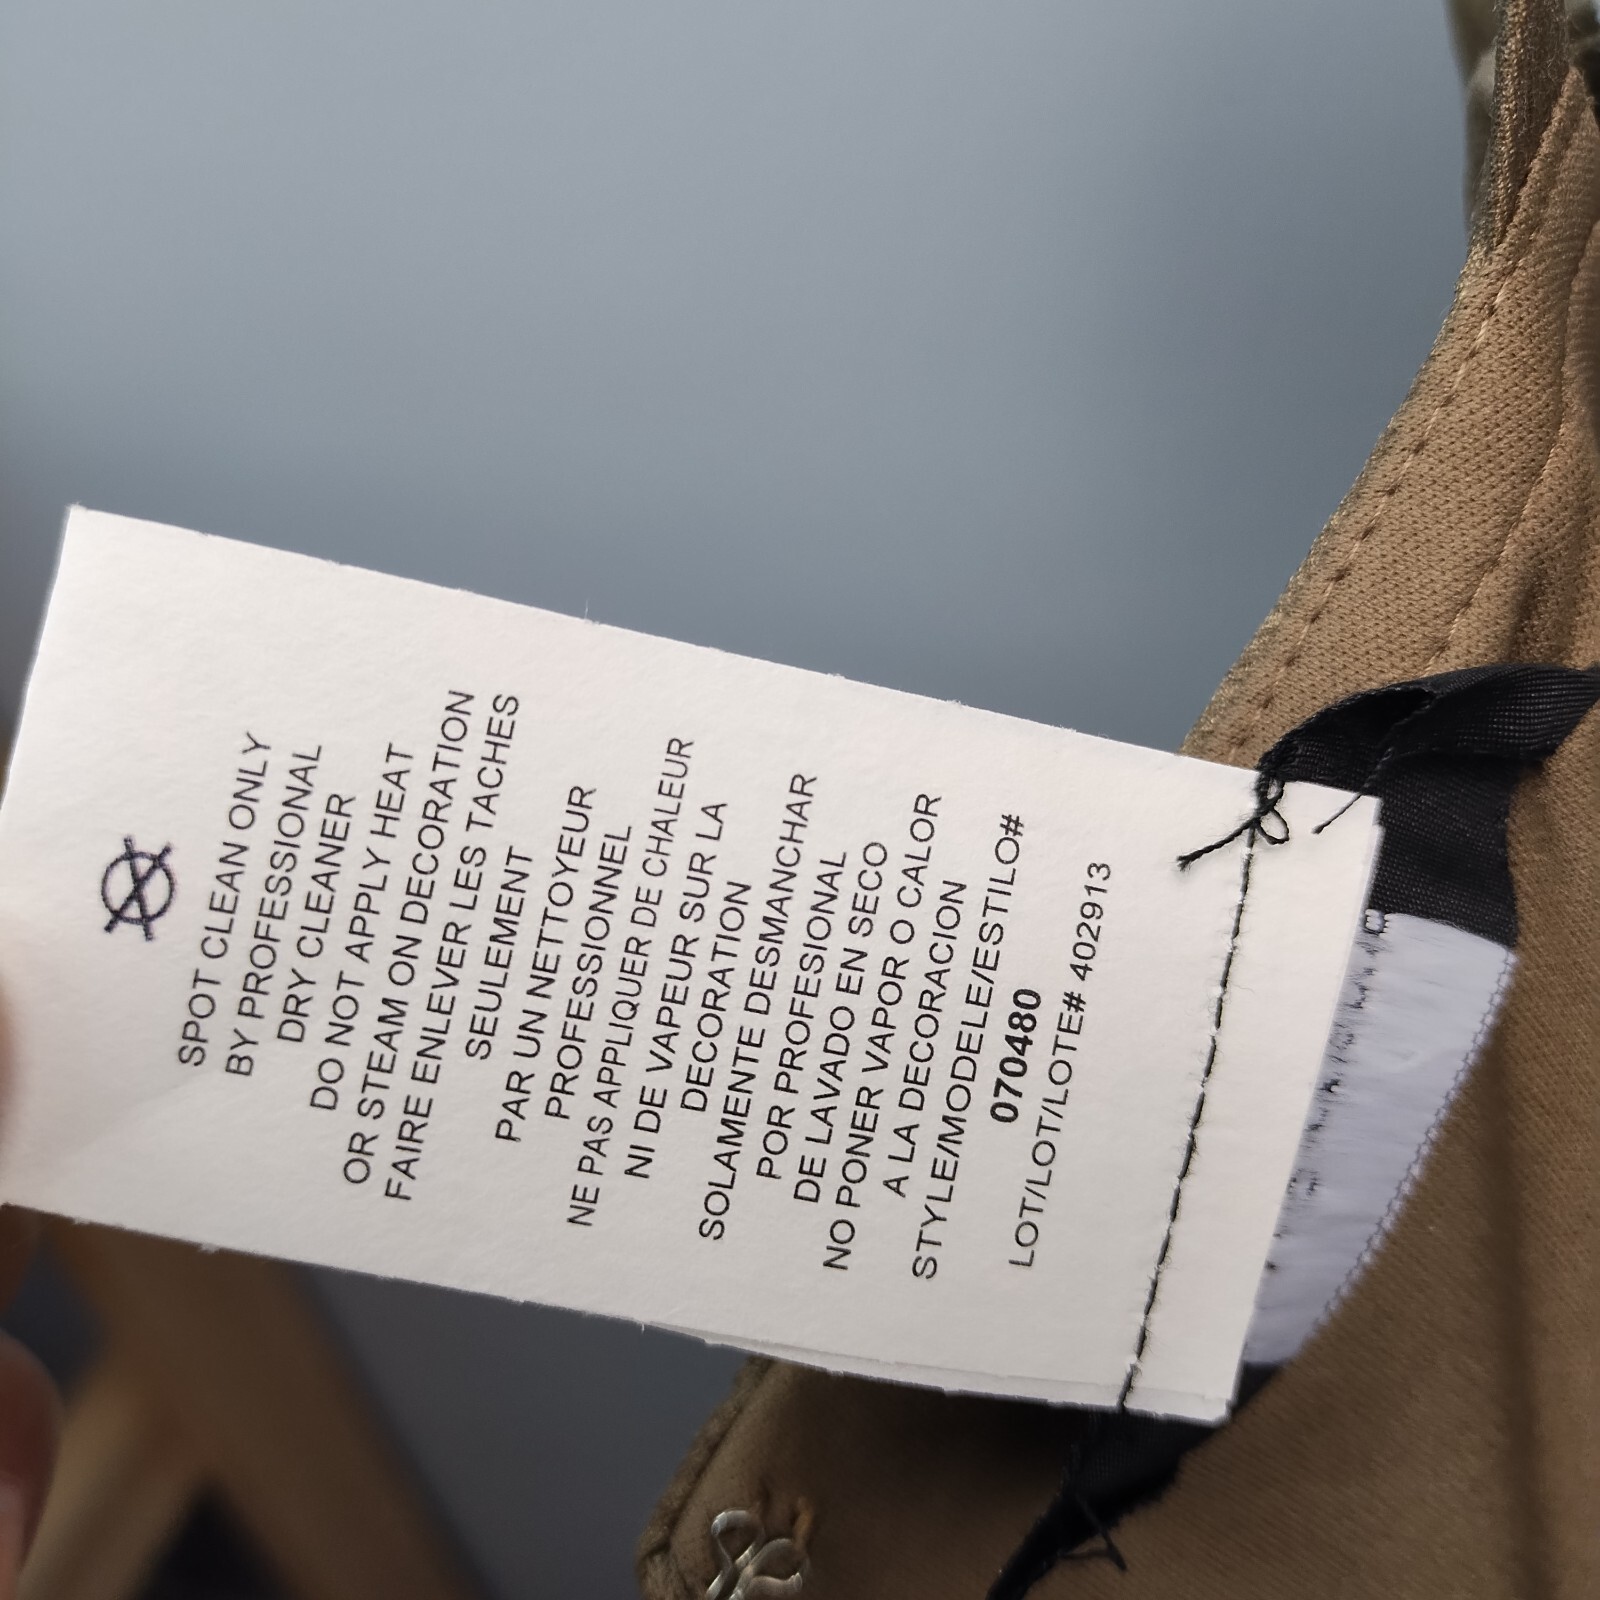 SPOT CLEAN ONLY
BY PROFESSIONAL
DRY CLEANER
DO NOT APPLY HEAT
OR STEAM ON DECORATION
FAIRE ENLEVER LES TACHES
SEULEMENT
PAR UN NETTOYEUR
PROFESSIONNEL
NE PAS APPLIQUER DE CHALEUR
NI DE VAPEUR SUR LA
DECORATION
SOLAMENTE DESMANCHAR
POR PROFESIONAL
DE LAVADO EN SECO
NO PONER VAPOR O CALOR
A LA DECORACION
STYLE/MODELE/ESTILO#
070480
LOT/LOT/LOTE# 402913